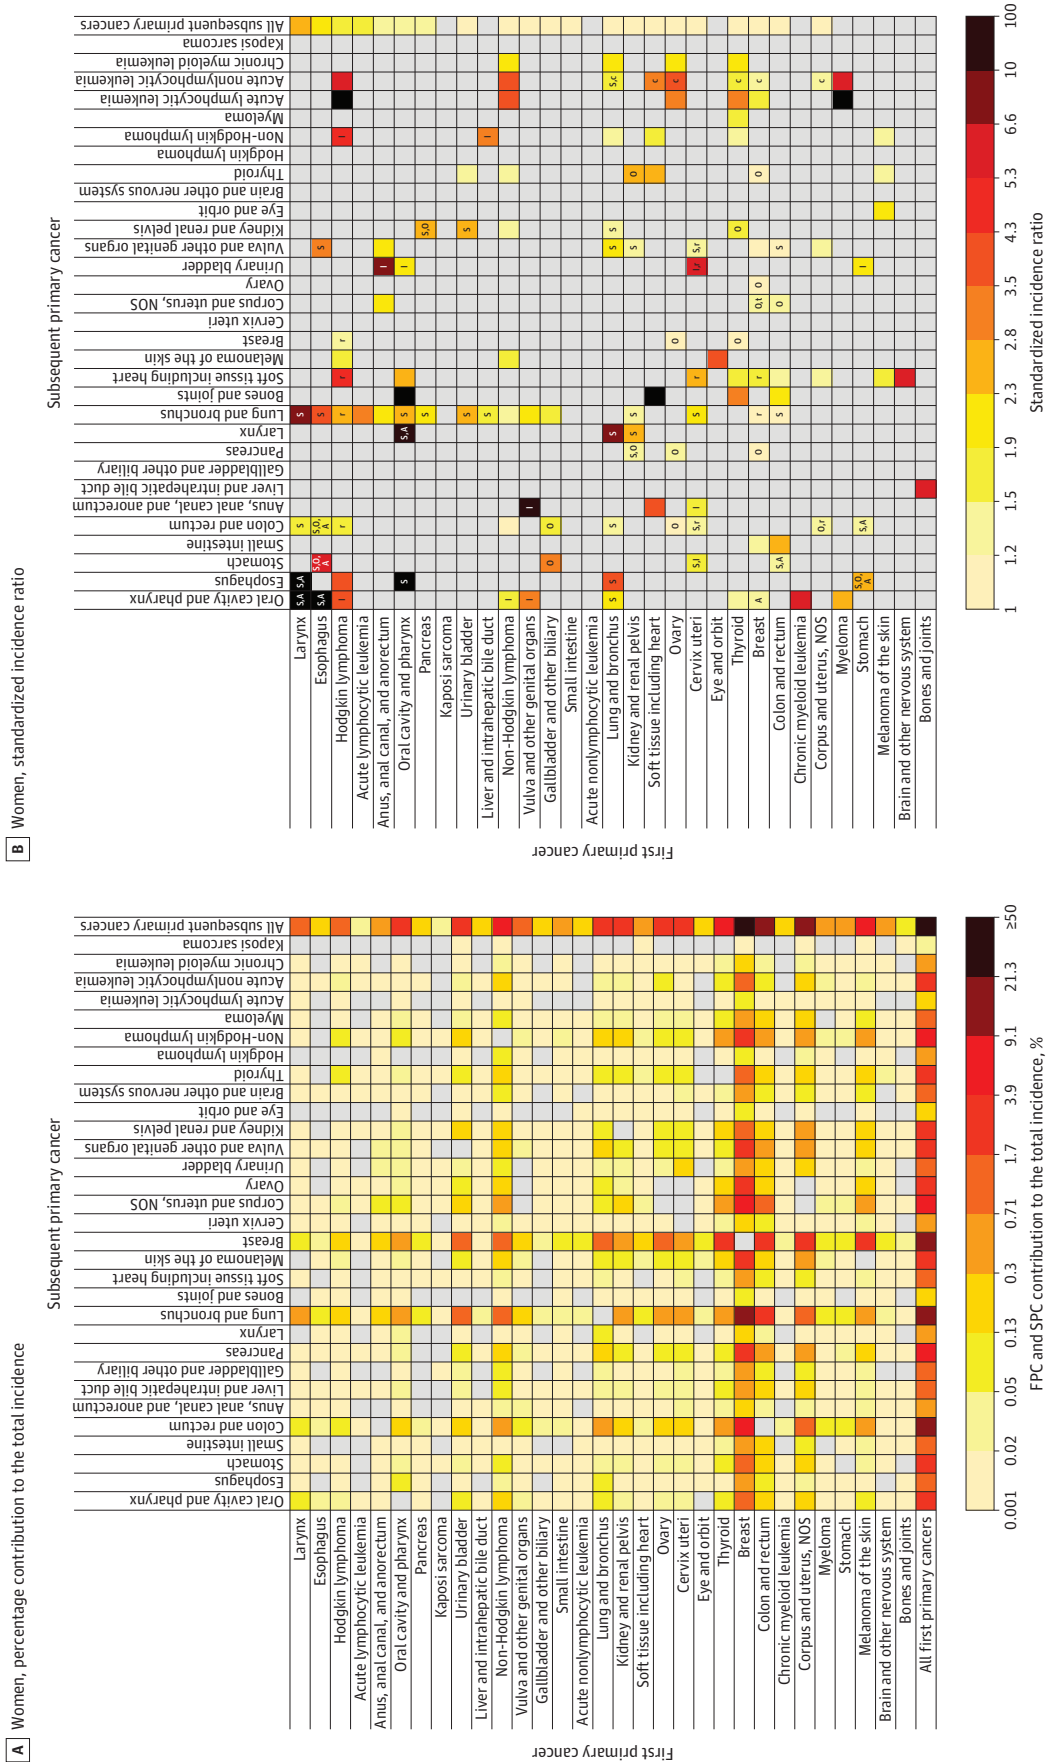 A Women, percentage contribution to the total incidence
Subsequent primary cancer
Oral cavity and pharynx
Esophagus
Stomach
Small intestine
Colon and rectum
Anus, anal canal, and anorectum
Liver and intrahepatic bile duct
Gallbladder and other biliary
Pancreas
Larynx
Lung and bronchus
Bones and joints
Soft tissue including heart
Melanoma of the skin
Breast
Cervix uteri
Corpus and uterus, NOS
Ovary
Urinary bladder
Vulva and other genital organs
Kidney and renal pelvis
Eye and orbit
Brain and other nervous system
Thyroid
Hodgkin lymphoma
Non-Hodgkin lymphoma
Myeloma
Acute lymphocytic leukemia
Acute nonlymphocytic leukemia
Chronic myeloid leukemia
Kaposi sarcoma
All subsequent primary cancers
First primary cancer
Larynx
Esophagus
Hodgkin lymphoma
Acute lymphocytic leukemia
Anus, anal canal, and anorectum
Oral cavity and pharynx
Pancreas
Kaposi sarcoma
Urinary bladder
Liver and intrahepatic bile duct
Non-Hodgkin lymphoma
Vulva and other genital organs
Gallbladder and other biliary
Small intestine
Acute nonlymphocytic leukemia
Lung and bronchus
Kidney and renal pelvis
Soft tissue including heart
Ovary
Cervix uteri
Eye and orbit
Thyroid
Breast
Colon and rectum
Chronic myeloid leukemia
Corpus and uterus, NOS
Myeloma
Stomach
Melanoma of the skin
Brain and other nervous system
Bones and joints
All first primary cancers
0.001 0.02 0.05 0.13 0.3 0.71 1.7 3.9 9.1 21.3 ≥50
FPC and SPC contribution to the total incidence, %
B Women, standardized incidence ratio
Subsequent primary cancer
Oral cavity and pharynx
Esophagus
Stomach
Small intestine
Colon and rectum
Anus, anal canal, and anorectum
Liver and intrahepatic bile duct
Gallbladder and other biliary
Pancreas
Larynx
Lung and bronchus
Bones and joints
Soft tissue including heart
Melanoma of the skin
Breast
Cervix uteri
Corpus and uterus, NOS
Ovary
Urinary bladder
Vulva and other genital organs
Kidney and renal pelvis
Eye and orbit
Brain and other nervous system
Thyroid
Hodgkin lymphoma
Non-Hodgkin lymphoma
Myeloma
Acute lymphocytic leukemia
Acute nonlymphocytic leukemia
Chronic myeloid leukemia
Kaposi sarcoma
All subsequent primary cancers
First primary cancer
Larynx S,A S,A S S
Esophagus S,A S,O,A S,O,A S S
Hodgkin lymphoma I r r r r I
Acute lymphocytic leukemia
Anus, anal canal, and anorectum I
Oral cavity and pharynx S S,A S I
Pancreas S S,O
Kaposi sarcoma
Urinary bladder S S
Liver and intrahepatic bile duct S I
Non-Hodgkin lymphoma I
Vulva and other genital organs I I
Gallbladder and other biliary O O
Small intestine
Acute nonlymphocytic leukemia
Lung and bronchus S S S S S S S,c
Kidney and renal pelvis S,O S S S O
Soft tissue including heart c
Ovary O O O c
Cervix uteri S,I S,r I S r I,r S,r
Eye and orbit
Thyroid O O c
Breast A O r r O,t O O c
Colon and rectum S,A S O S
Chronic myeloid leukemia
Corpus and uterus, NOS O,r c
Myeloma
Stomach S,O,A S,A I
Melanoma of the skin
Brain and other nervous system
Bones and joints
1 1.2 1.5 1.9 2.3 2.8 3.5 4.3 5.3 6.6 10 100
Standardized incidence ratio